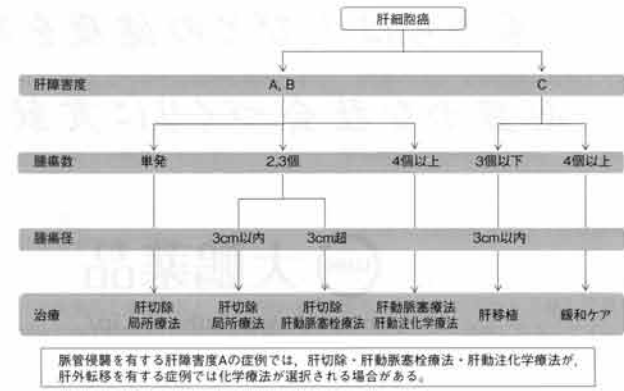 肝細胞癌
肝障害度 A, B C
腫瘍数 単発 2,3個 4個以上 3個以下 4個以上
腫瘍径 3cm以内 3cm超 3cm以内
治療 肝切除 局所療法 肝切除 局所療法 肝切除 肝動脈塞栓療法 肝動脈塞療法 肝動注化学療法 肝移植 緩和ケア
脈管侵襲を有する肝障害度Aの症例では，肝切除・肝動脈塞栓療法・肝動注化学療法が，
肝外転移を有する症例では化学療法が選択される場合がある。
大鵬薬品